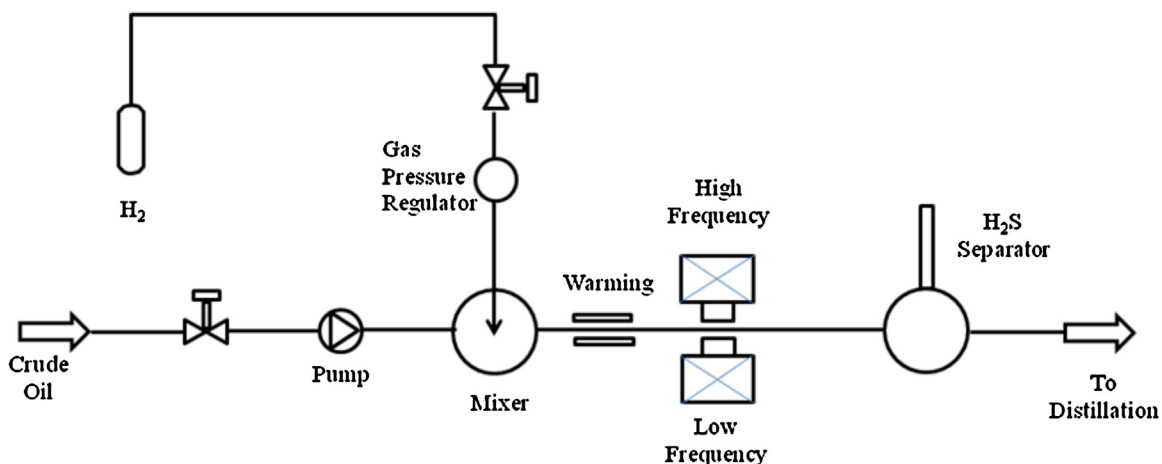 H₂
Gas
Pressure
Regulator
High
Frequency
H₂S
Separator
Warming
Crude
Oil
Pump
Mixer
Low
Frequency
To
Distillation